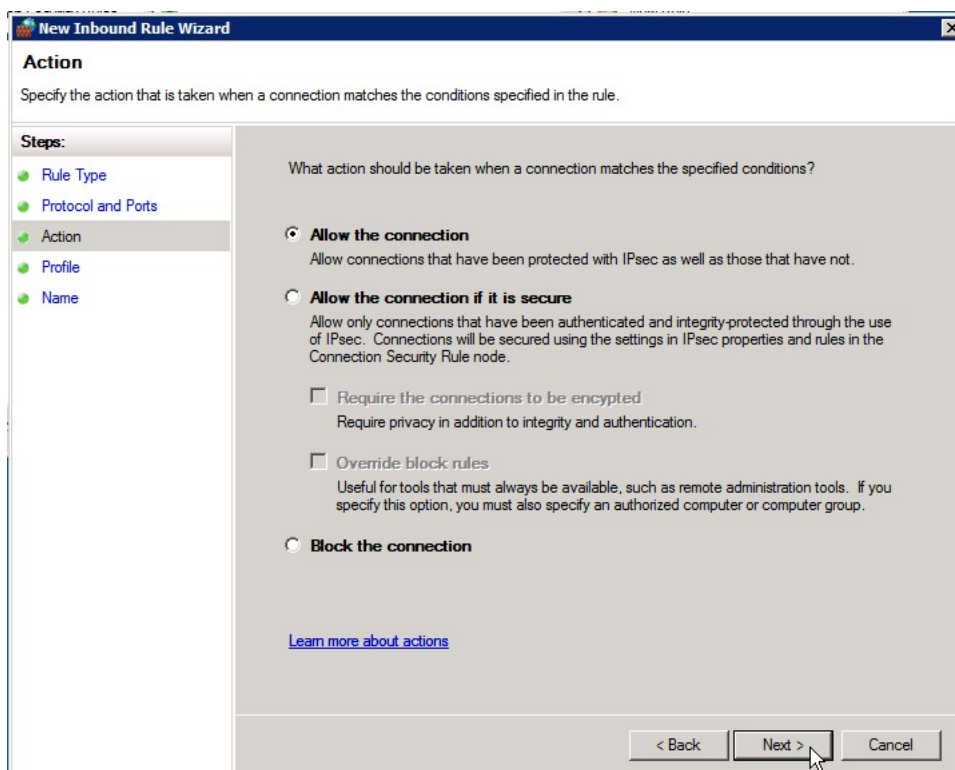 New Inbound Rule Wizard
Action
Specify the action that is taken when a connection matches the conditions specified in the rule.
Steps:
Rule Type
Protocol and Ports
Action
Profile
Name
What action should be taken when a connection matches the specified conditions?
Allow the connection
Allow connections that have been protected with IPsec as well as those that have not.
Allow the connection if it is secure
Allow only connections that have been authenticated and integrity-protected through the use
of IPsec. Connections will be secured using the settings in IPsec properties and rules in the
Connection Security Rule node.
Require the connections to be encrypted
Require privacy in addition to integrity and authentication.
Override block rules
Useful for tools that must always be available, such as remote administration tools. If you
specify this option, you must also specify an authorized computer or computer group.
Block the connection
Learn more about actions
< Back Next > Cancel